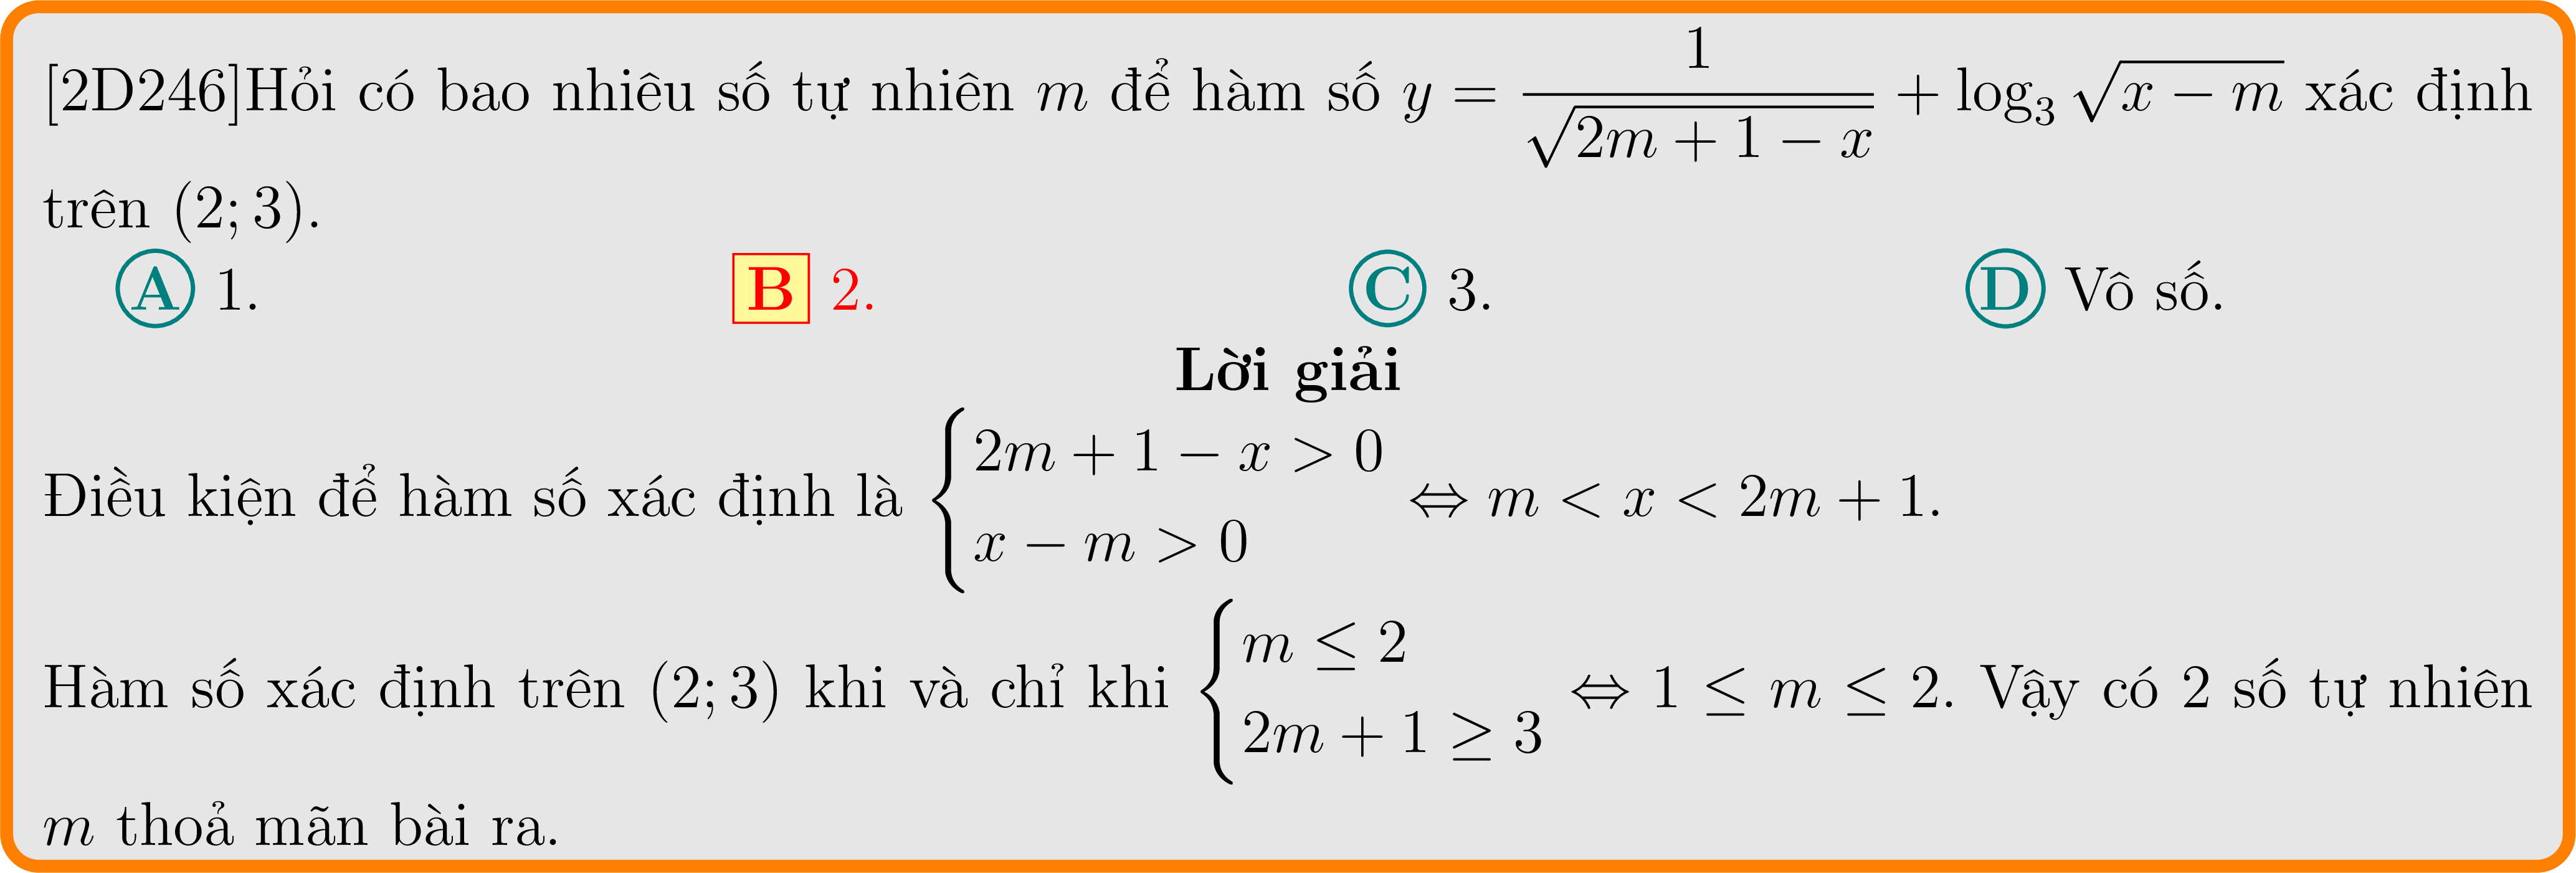 [2D246]Hỏi có bao nhiêu số tự nhiên $m$ để hàm số $y = \dfrac{1}{\sqrt{2m+1-x}} + \log_3 \sqrt{x-m}$ xác định
trên $(2;3)$.
A 1. B 2. C 3. D Vô số.
Lời giải
Điều kiện để hàm số xác định là $\begin{cases} 2m+1-x > 0 \\ x-m > 0 \end{cases} \Leftrightarrow m < x < 2m+1$.
Hàm số xác định trên $(2;3)$ khi và chỉ khi $\begin{cases} m \leq 2 \\ 2m+1 \geq 3 \end{cases} \Leftrightarrow 1 \leq m \leq 2$. Vậy có 2 số tự nhiên
$m$ thoả mãn bài ra.